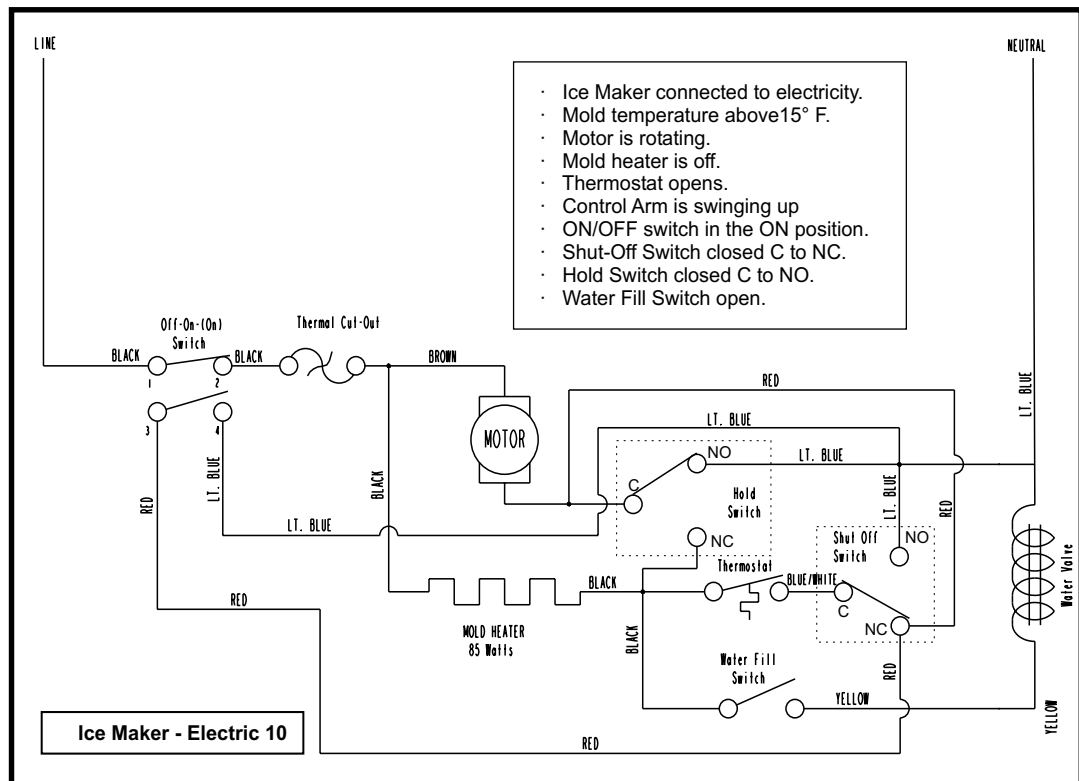 LINE
NEUTRAL
· Ice Maker connected to electricity.
· Mold temperature above15° F.
· Motor is rotating.
· Mold heater is off.
· Thermostat opens.
· Control Arm is swinging up
· ON/OFF switch in the ON position.
· Shut-Off Switch closed C to NC.
· Hold Switch closed C to NO.
· Water Fill Switch open.
Off-On-(On)
Switch
Thermal Cut-Out
BLACK
BLACK
BROWN
RED
LT. BLUE
1
2
3
4
MOTOR
LT. BLUE
NO
LT. BLUE
C
Hold
Switch
NC
RED
LT. BLUE
BLACK
LT. BLUE
LT. BLUE
RED
Shut Off
Switch
NO
Thermostat
BLACK
BLUE/WHITE
C
NC
RED
MOLD HEATER
85 Watts
BLACK
Water Fill
Switch
RED
YELLOW
Water Valve
YELLOW
Ice Maker - Electric 10
RED